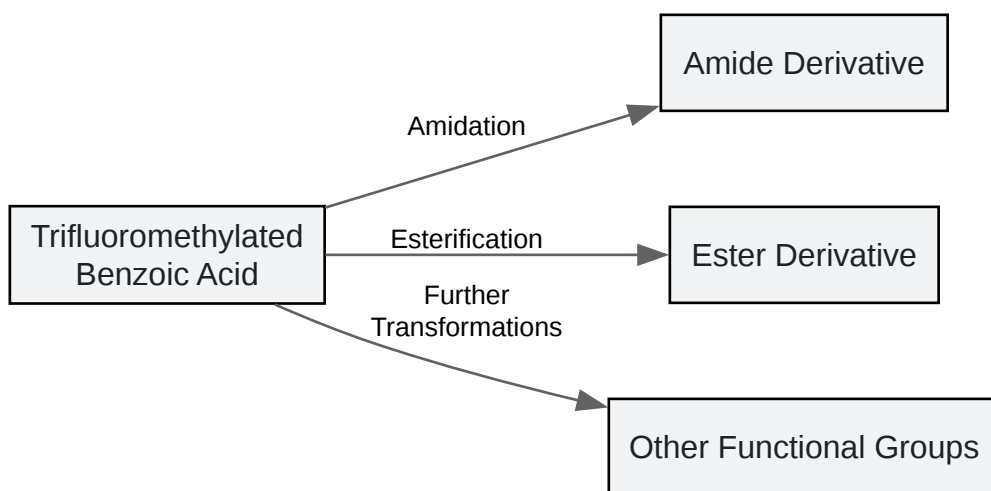 Amide Derivative
Amidation
Trifluoromethylated
Benzoic Acid
Esterification
Ester Derivative
Further
Transformations
Other Functional Groups